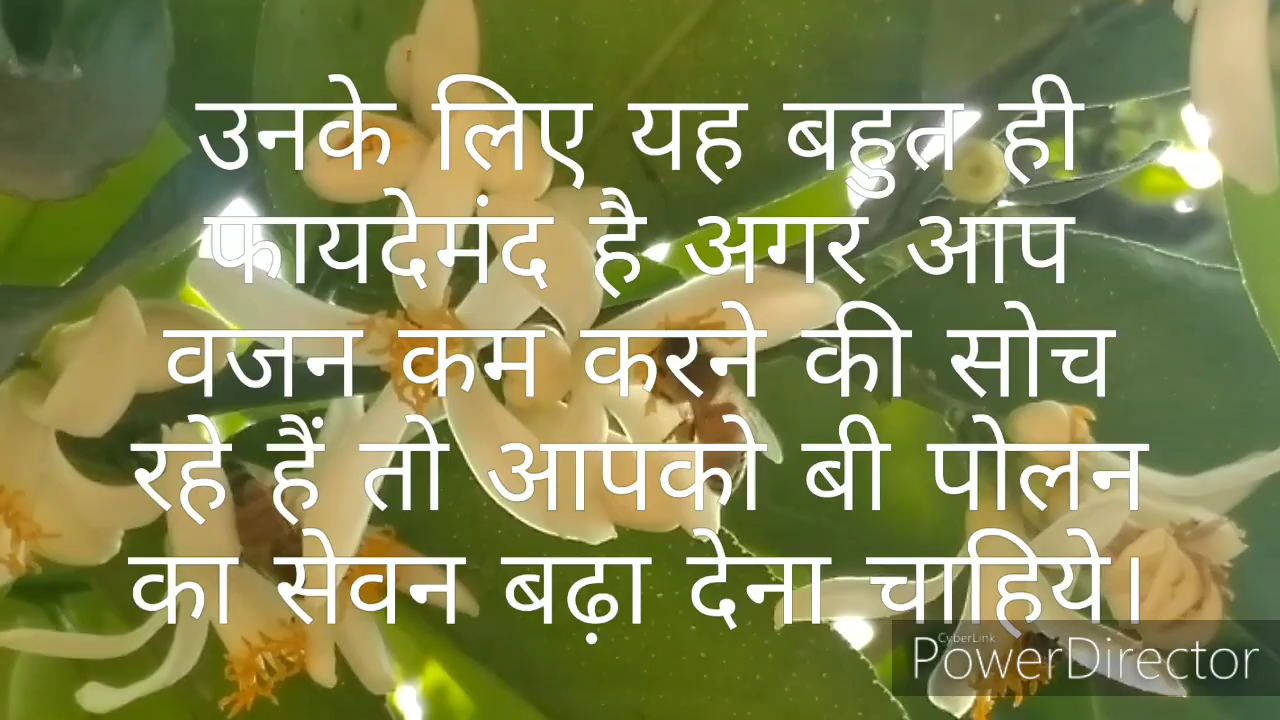 उनके लिए यह बहुत ही
फायदेमंद है अगर आप
वजन कम करने की सोच
रहे हैं तो आपको बी पोलन
का सेवन बढ़ा देना चाहिये।
CyberLink
PowerDirector